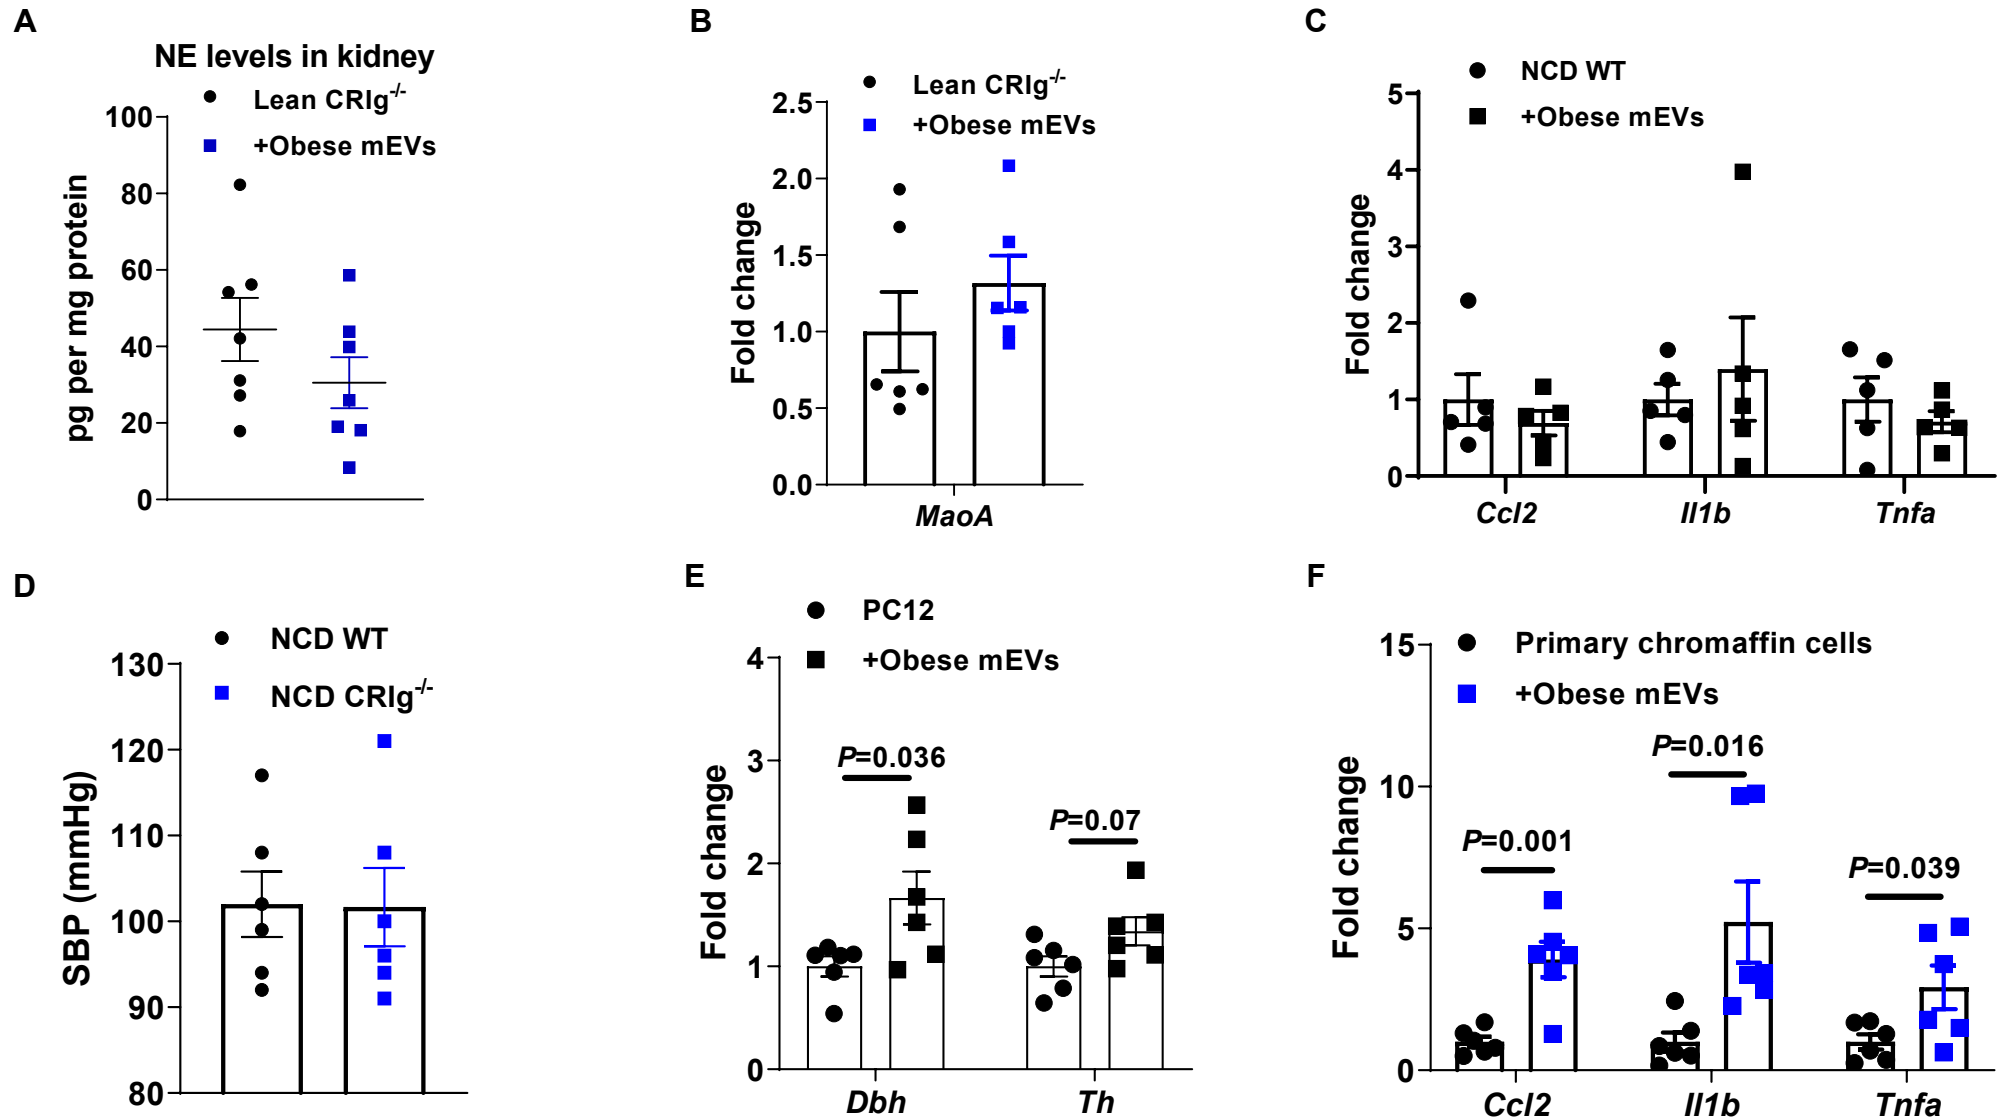 A
NE levels in kidney
Lean CRIg-/-
+Obese mEVs
pg per mg protein
100
80
60
40
20
0
B
Lean CRIg-/-
+Obese mEVs
Fold change
2.5
2.0
1.5
1.0
0.5
0.0
MaoA
C
NCD WT
+Obese mEVs
Fold change
5
4
3
2
1
0
Ccl2 Il1b Tnfa
D
NCD WT
NCD CRIg-/-
SBP (mmHg)
130
120
110
100
90
80
E
PC12
+Obese mEVs
Fold change
4
3
2
1
0
P=0.036
P=0.07
Dbh Th
F
Primary chromaffin cells
+Obese mEVs
Fold change
15
10
5
0
P=0.001
P=0.016
P=0.039
Ccl2 Il1b Tnfa